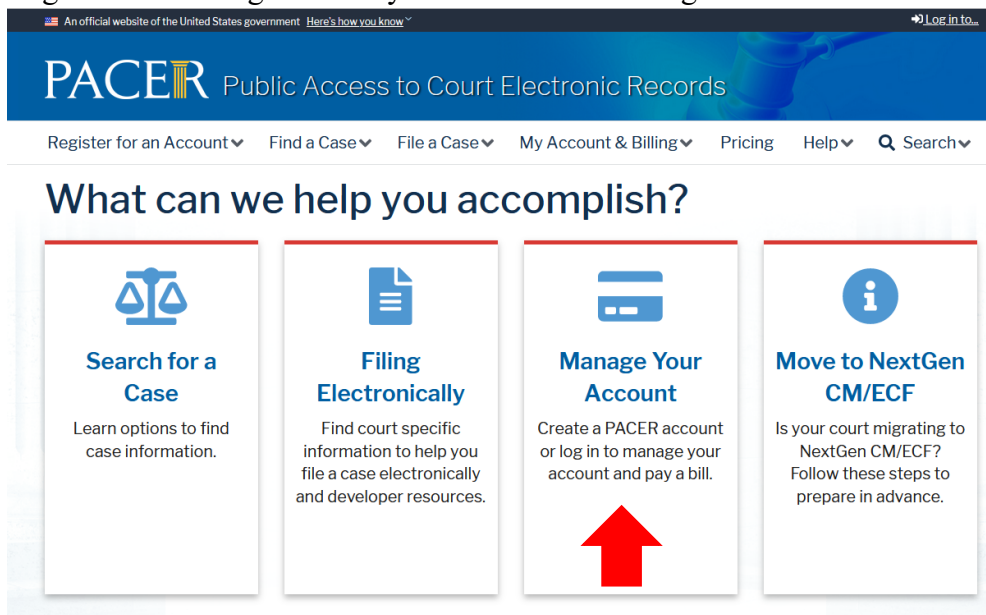 An official website of the United States government Here's how you know
Log in to...
PACER Public Access to Court Electronic Records
Register for an Account Find a Case File a Case My Account & Billing Pricing Help Search
What can we help you accomplish?
Search for a
Case
Learn options to find
case information.
Filing
Electronically
Find court specific
information to help you
file a case electronically
and developer resources.
Manage Your
Account
Create a PACER account
or log in to manage your
account and pay a bill.
Move to NextGen
CM/ECF
Is your court migrating to
NextGen CM/ECF?
Follow these steps to
prepare in advance.